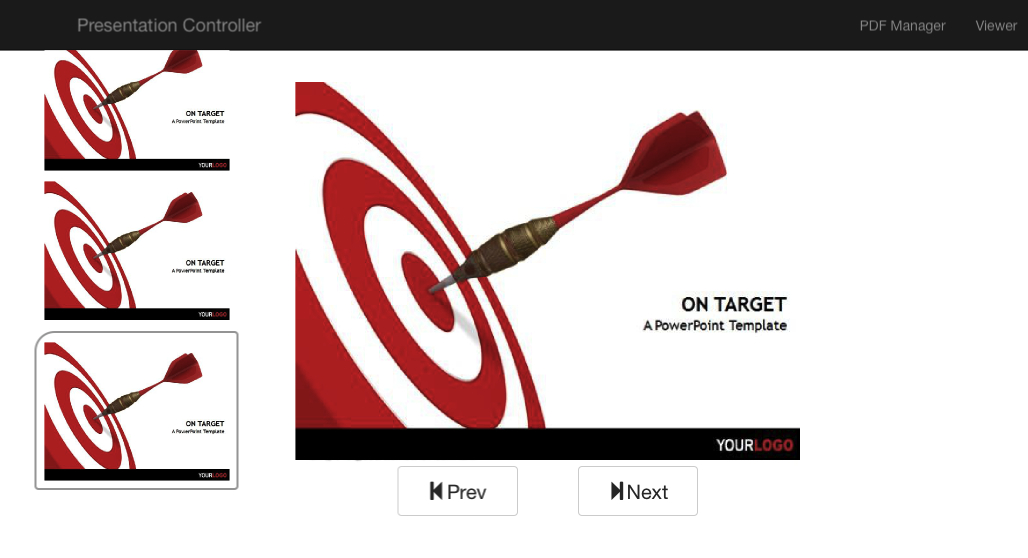 Presentation Controller
PDF Manager
Viewer
ON TARGET
A PowerPoint Template
YOURLOGO
ON TARGET
A PowerPoint Template
YOURLOGO
ON TARGET
A PowerPoint Template
YOURLOGO
ON TARGET
A PowerPoint Template
YOURLOGO
Prev
Next